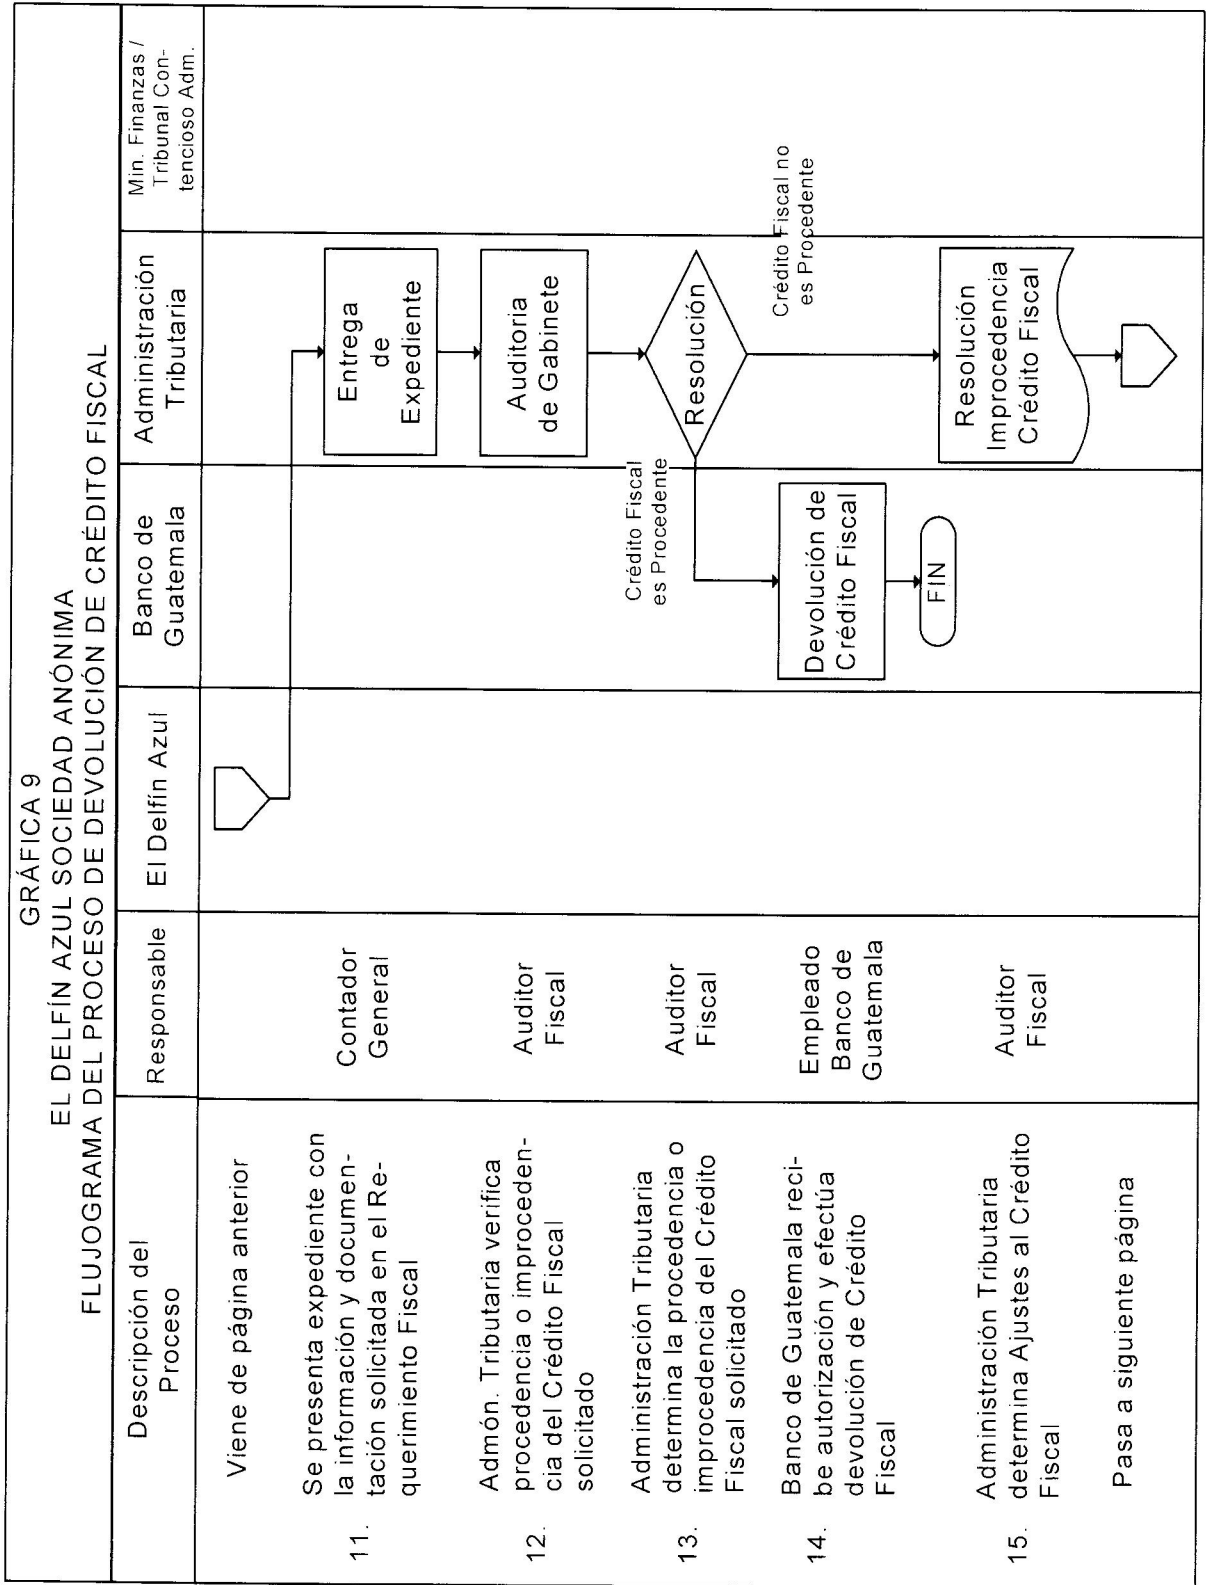 GRÁFICA 9
EL DELFÍN AZUL SOCIEDAD ANÓNIMA
FLUJOGRAMA DEL PROCESO DE DEVOLUCIÓN DE CRÉDITO FISCAL
Descripción del
Proceso
Responsable
El Delfín Azul
Banco de
Guatemala
Administración
Tributaria
Min. Finanzas /
Tribunal Con-
tencioso Adm.
Viene de página anterior
11. Se presenta expediente con
la información y documen-
tación solicitada en el Re-
querimiento Fiscal
Contador
General
Entrega
de
Expediente
12. Admón. Tributaria verifica
procedencia o improceden-
cia del Crédito Fiscal
solicitado
Auditor
Fiscal
Auditoria
de Gabinete
13. Administración Tributaria
determina la procedencia o
improcedencia del Crédito
Fiscal solicitado
Auditor
Fiscal
Crédito Fiscal
es Procedente
Resolución
Crédito Fiscal no
es Procedente
14. Banco de Guatemala reci-
be autorización y efectúa
devolución de Crédito
Fiscal
Empleado
Banco de
Guatemala
Devolución de
Crédito Fiscal
FIN
15. Administración Tributaria
determina Ajustes al Crédito
Fiscal
Auditor
Fiscal
Resolución
Improcedencia
Crédito Fiscal
Pasa a siguiente página